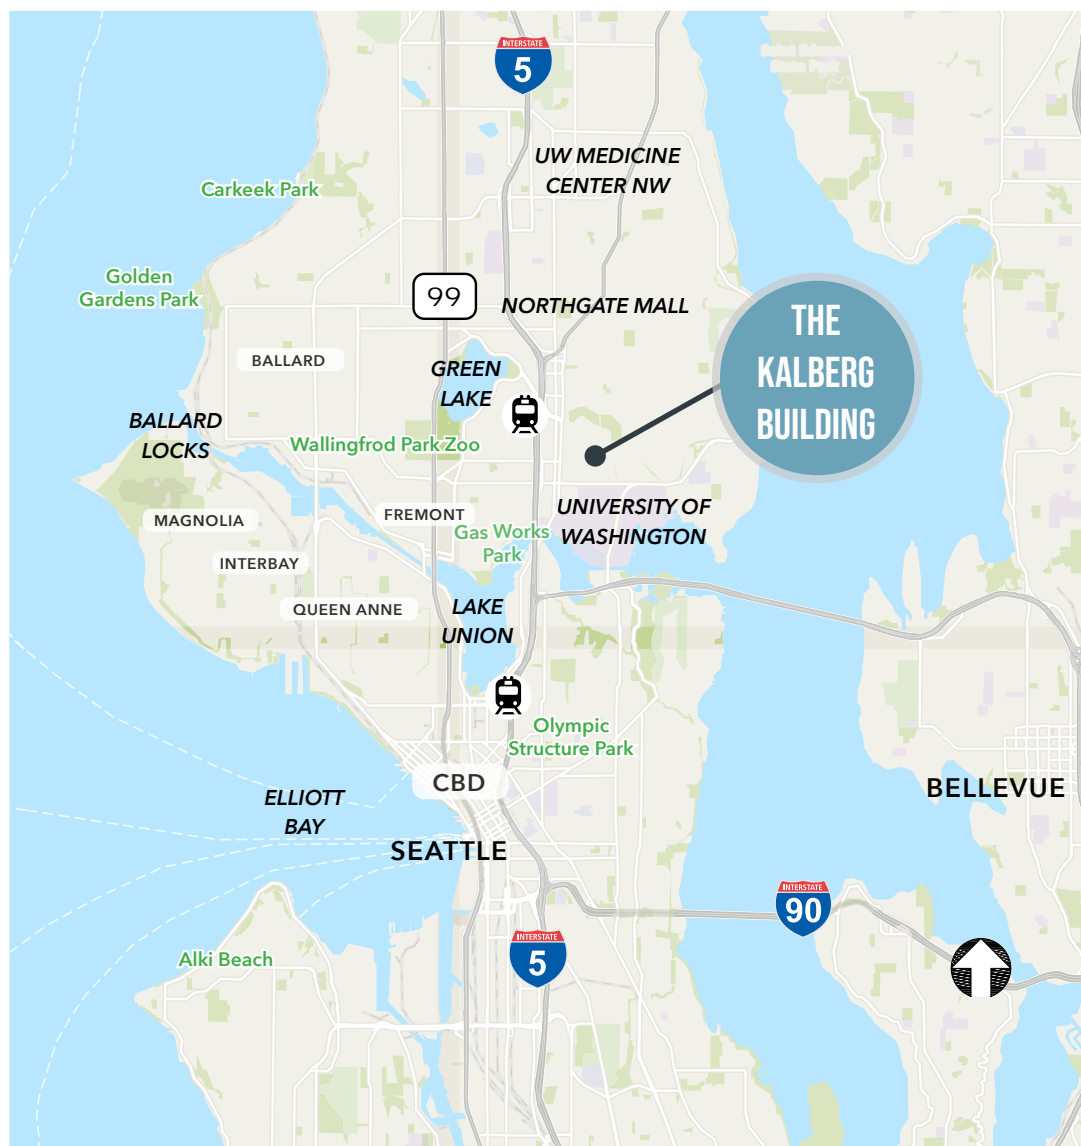 INTERSTATE
5
UW MEDICINE
CENTER NW
Carkeek Park
Golden
Gardens Park
99
NORTHGATE MALL
THE
KALBERG
BUILDING
BALLARD
GREEN
LAKE
BALLARD
LOCKS
Wallingfrod Park Zoo
MAGNOLIA
FREMONT
UNIVERSITY OF
WASHINGTON
Gas Works
Park
INTERBAY
QUEEN ANNE
LAKE
UNION
Olympic
Structure Park
CBD
ELLIOTT
BAY
BELLEVUE
SEATTLE
INTERSTATE
90
INTERSTATE
5
Alki Beach